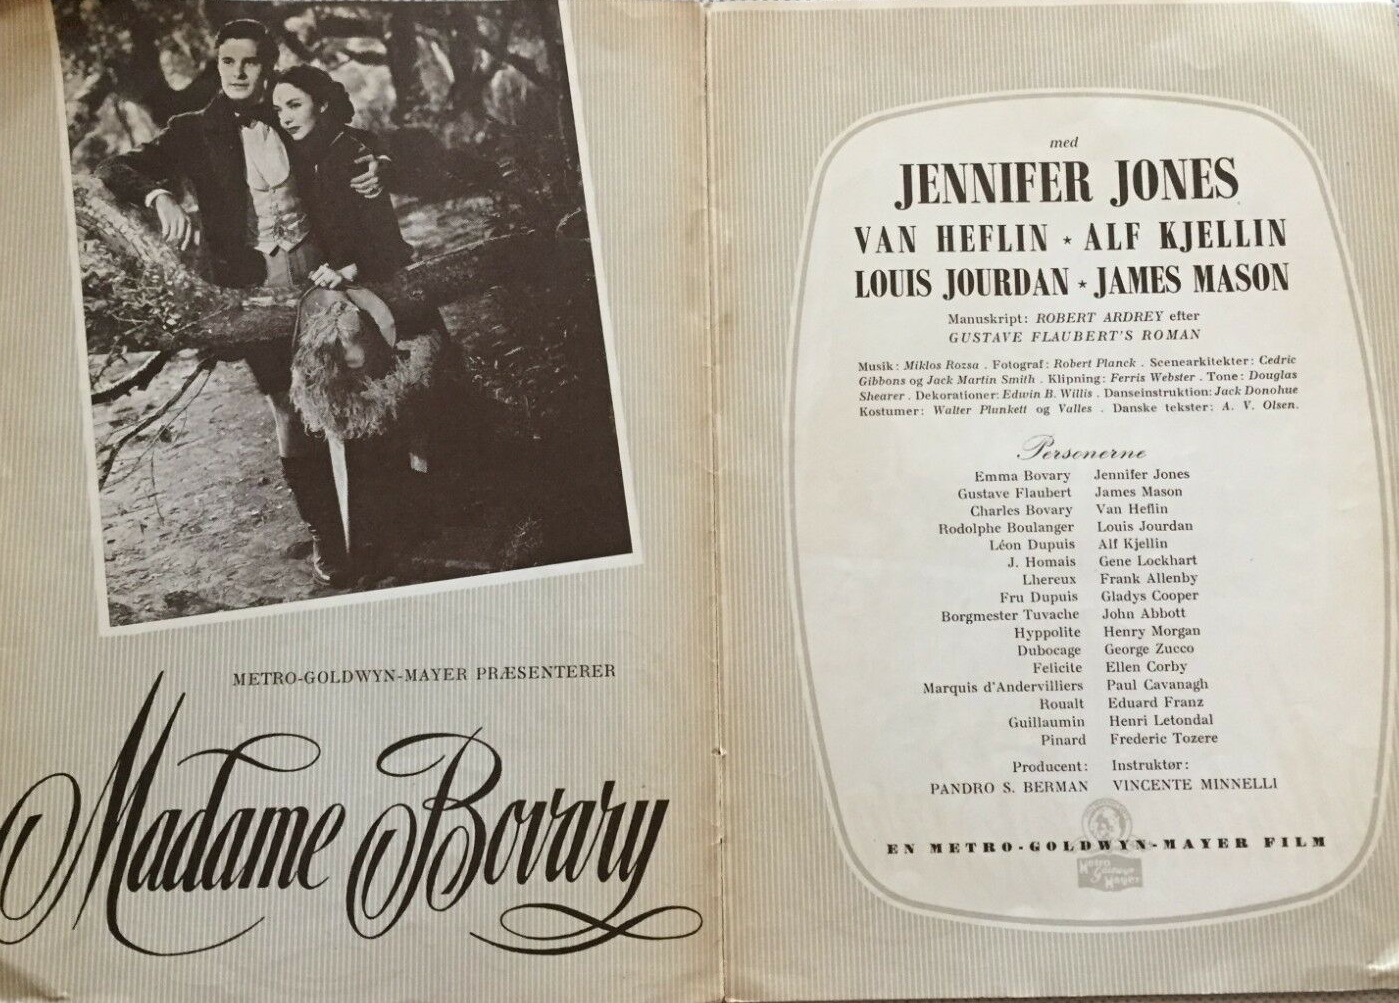 METRO-GOLDWYN-MAYER PRÆSENTERER
Madame Bovary
med
JENNIFER JONES
VAN HEFLIN ★ ALF KJELLIN
LOUIS JOURDAN ★ JAMES MASON
Manuskript: ROBERT ARDREY efter
GUSTAVE FLAUBERT'S ROMAN
Musik: Miklos Rozsa . Fotograf: Robert Planck . Scenearkitekter: Cedric
Gibbons og Jack Martin Smith . Klipning: Ferris Webster . Tone: Douglas
Shearer . Dekorationer: Edwin B. Willis . Danseinstruktion: Jack Donohue
Kostumer: Walter Plunkett og Valles . Danske tekster: A. V. Olsen.
Personerne
Emma Bovary Jennifer Jones
Gustave Flaubert James Mason
Charles Bovary Van Heflin
Rodolphe Boulanger Louis Jourdan
Léon Dupuis Alf Kjellin
J. Homais Gene Lockhart
Lhereux Frank Allenby
Fru Dupuis Gladys Cooper
Borgmester Tuvache John Abbott
Hyppolite Henry Morgan
Dubocage George Zucco
Felicite Ellen Corby
Marquis d'Andervilliers Paul Cavanagh
Roualt Eduard Franz
Guillaumin Henri Letondal
Pinard Frederic Tozere
Producent: Instruktør:
PANDRO S. BERMAN VINCENTE MINNELLI
EN METRO-GOLDWYN-MAYER FILM
Metro
Goldwyn
Mayer